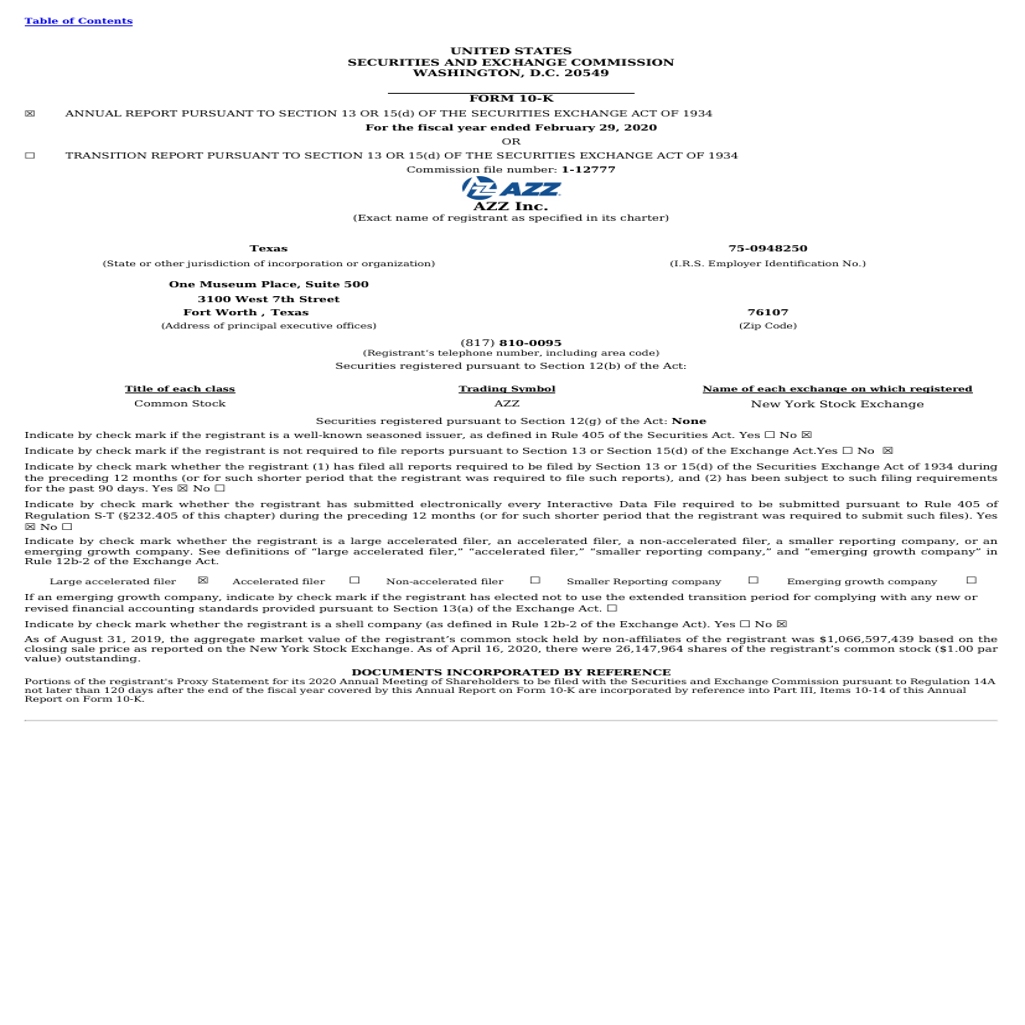 Table of Contents
UNITED STATES
SECURITIES AND EXCHANGE COMMISSION
WASHINGTON, D.C. 20549
FORM 10-K
☒ ANNUAL REPORT PURSUANT TO SECTION 13 OR 15(d) OF THE SECURITIES EXCHANGE ACT OF 1934
For the fiscal year ended February 29, 2020
OR
☐ TRANSITION REPORT PURSUANT TO SECTION 13 OR 15(d) OF THE SECURITIES EXCHANGE ACT OF 1934
Commission file number: 1-12777
AZZ
AZZ Inc.
(Exact name of registrant as specified in its charter)
Texas 75-0948250
(State or other jurisdiction of incorporation or organization) (I.R.S. Employer Identification No.)
One Museum Place, Suite 500
3100 West 7th Street
Fort Worth , Texas 76107
(Address of principal executive offices) (Zip Code)
(817) 810-0095
(Registrant's telephone number, including area code)
Securities registered pursuant to Section 12(b) of the Act:
Title of each class Trading Symbol Name of each exchange on which registered
Common Stock AZZ New York Stock Exchange
Securities registered pursuant to Section 12(g) of the Act: None
Indicate by check mark if the registrant is a well-known seasoned issuer, as defined in Rule 405 of the Securities Act. Yes ☐ No ☒
Indicate by check mark if the registrant is not required to file reports pursuant to Section 13 or Section 15(d) of the Exchange Act.Yes ☐ No ☒
Indicate by check mark whether the registrant (1) has filed all reports required to be filed by Section 13 or 15(d) of the Securities Exchange Act of 1934 during
the preceding 12 months (or for such shorter period that the registrant was required to file such reports), and (2) has been subject to such filing requirements
for the past 90 days. Yes ☒ No ☐
Indicate by check mark whether the registrant has submitted electronically every Interactive Data File required to be submitted pursuant to Rule 405 of
Regulation S-T (§232.405 of this chapter) during the preceding 12 months (or for such shorter period that the registrant was required to submit such files). Yes
☒ No ☐
Indicate by check mark whether the registrant is a large accelerated filer, an accelerated filer, a non-accelerated filer, a smaller reporting company, or an
emerging growth company. See definitions of “large accelerated filer,” “accelerated filer,” “smaller reporting company,” and “emerging growth company” in
Rule 12b-2 of the Exchange Act.
Large accelerated filer ☒ Accelerated filer ☐ Non-accelerated filer ☐ Smaller Reporting company ☐ Emerging growth company ☐
If an emerging growth company, indicate by check mark if the registrant has elected not to use the extended transition period for complying with any new or
revised financial accounting standards provided pursuant to Section 13(a) of the Exchange Act. ☐
Indicate by check mark whether the registrant is a shell company (as defined in Rule 12b-2 of the Exchange Act). Yes ☐ No ☒
As of August 31, 2019, the aggregate market value of the registrant’s common stock held by non-affiliates of the registrant was $1,066,597,439 based on the
closing sale price as reported on the New York Stock Exchange. As of April 16, 2020, there were 26,147,964 shares of the registrant’s common stock ($1.00 par
value) outstanding.
DOCUMENTS INCORPORATED BY REFERENCE
Portions of the registrant's Proxy Statement for its 2020 Annual Meeting of Shareholders to be filed with the Securities and Exchange Commission pursuant to Regulation 14A
not later than 120 days after the end of the fiscal year covered by this Annual Report on Form 10-K are incorporated by reference into Part III, Items 10-14 of this Annual
Report on Form 10-K.